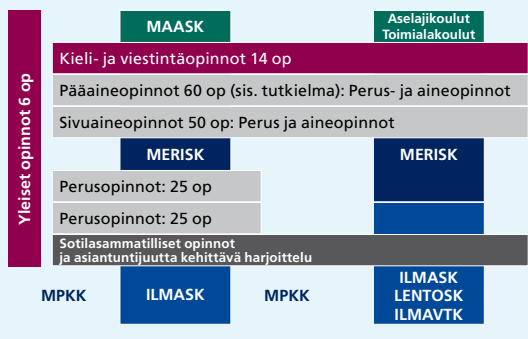 MAASK
Aselajikoulut
Toimialakoulut
Yleiset opinnot 6 op
Kieli- ja viestintäopinnot 14 op
Pääaineopinnot 60 op (sis. tutkielma): Perus- ja aineopinnot
Sivuaineopinnot 50 op: Perus ja aineopinnot
MERISK
MERISK
Perusopinnot: 25 op
Perusopinnot: 25 op
Sotilasammatilliset opinnot
ja asiantuntijuutta kehittävä harjoittelu
MPKK
ILMASK
MPKK
ILMASK
LENTOSK
ILMAVTK